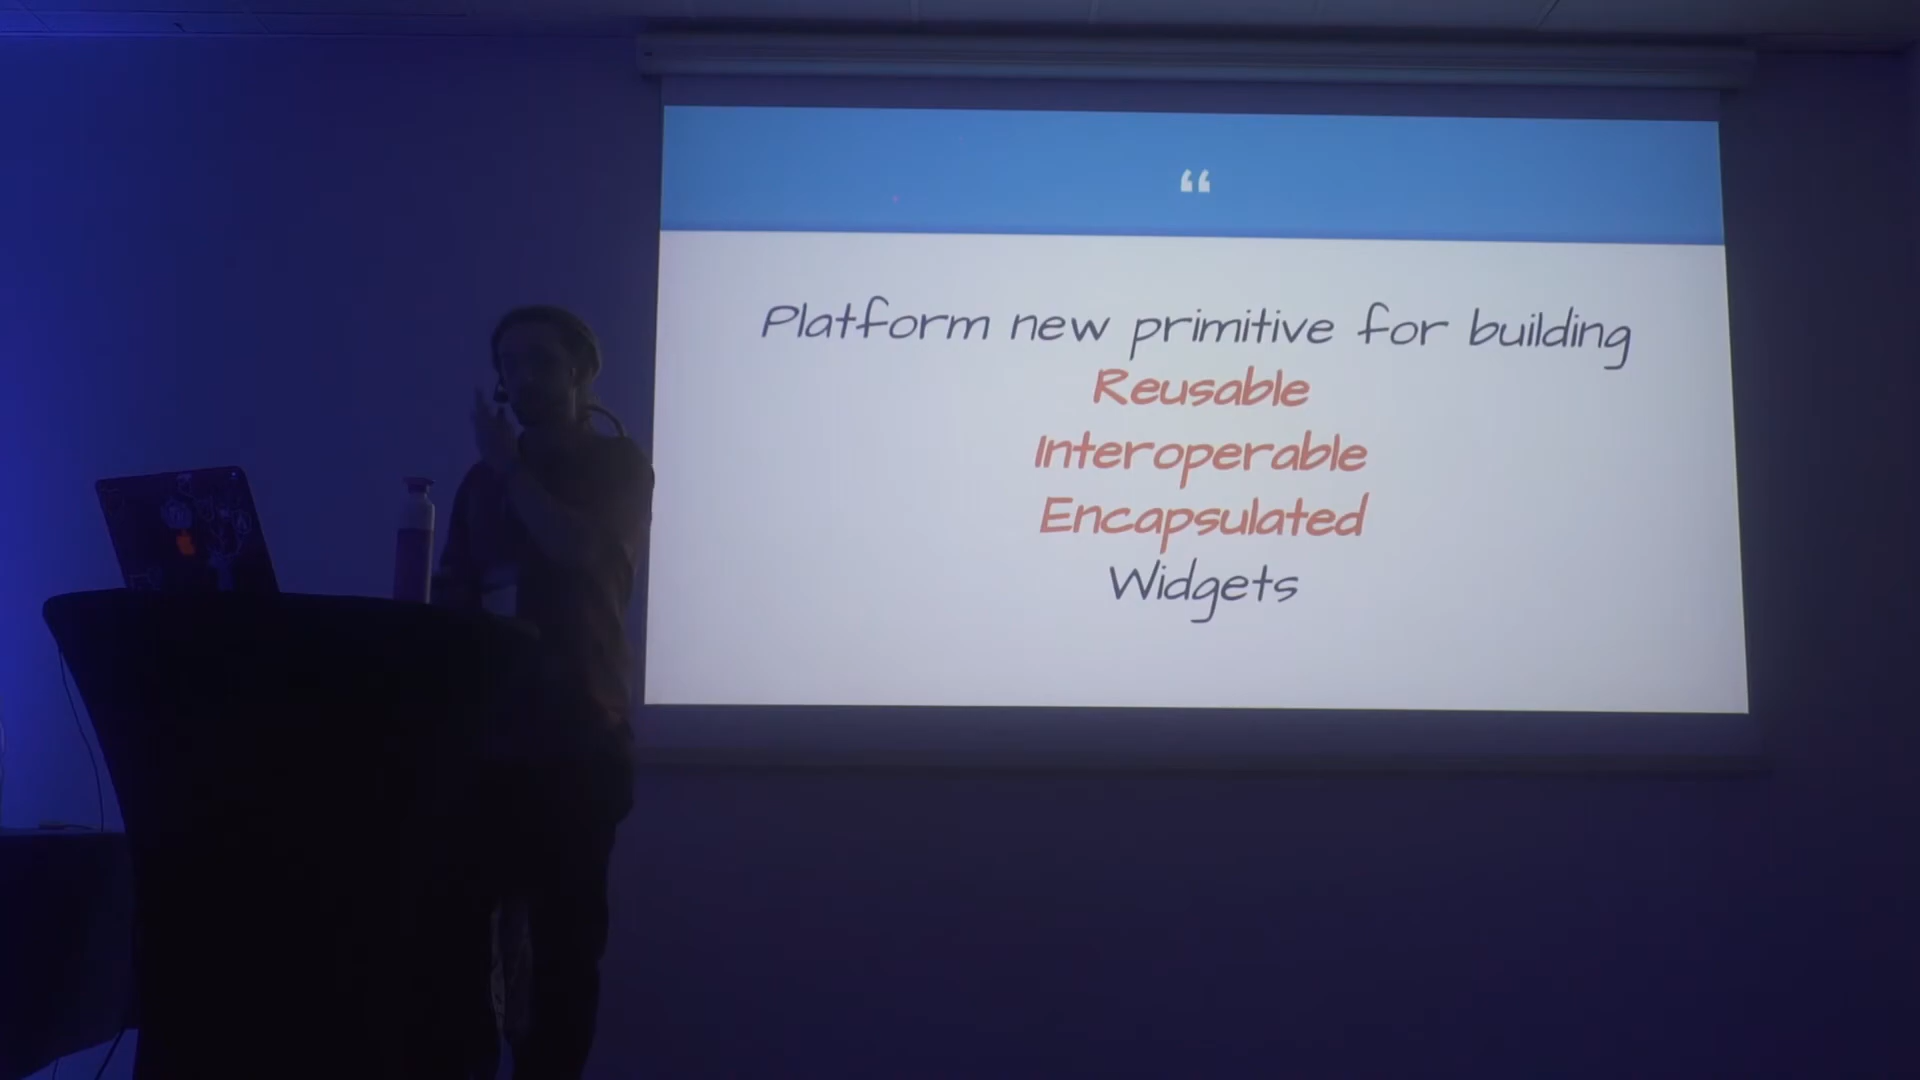 “
Platform new primitive for building
Reusable
Interoperable
Encapsulated
Widgets